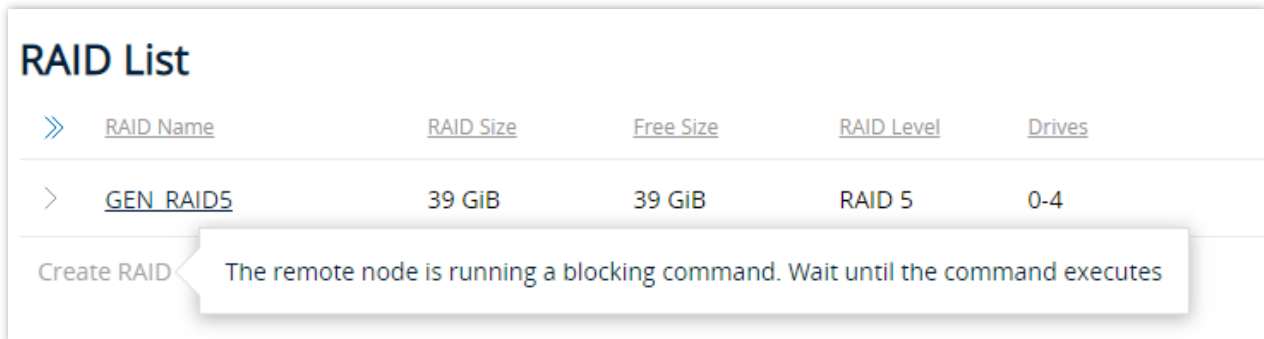 RAID List
RAID Name RAID Size Free Size RAID Level Drives
GEN_RAID5 39 GiB 39 GiB RAID 5 0-4
Create RAID The remote node is running a blocking command. Wait until the command executes